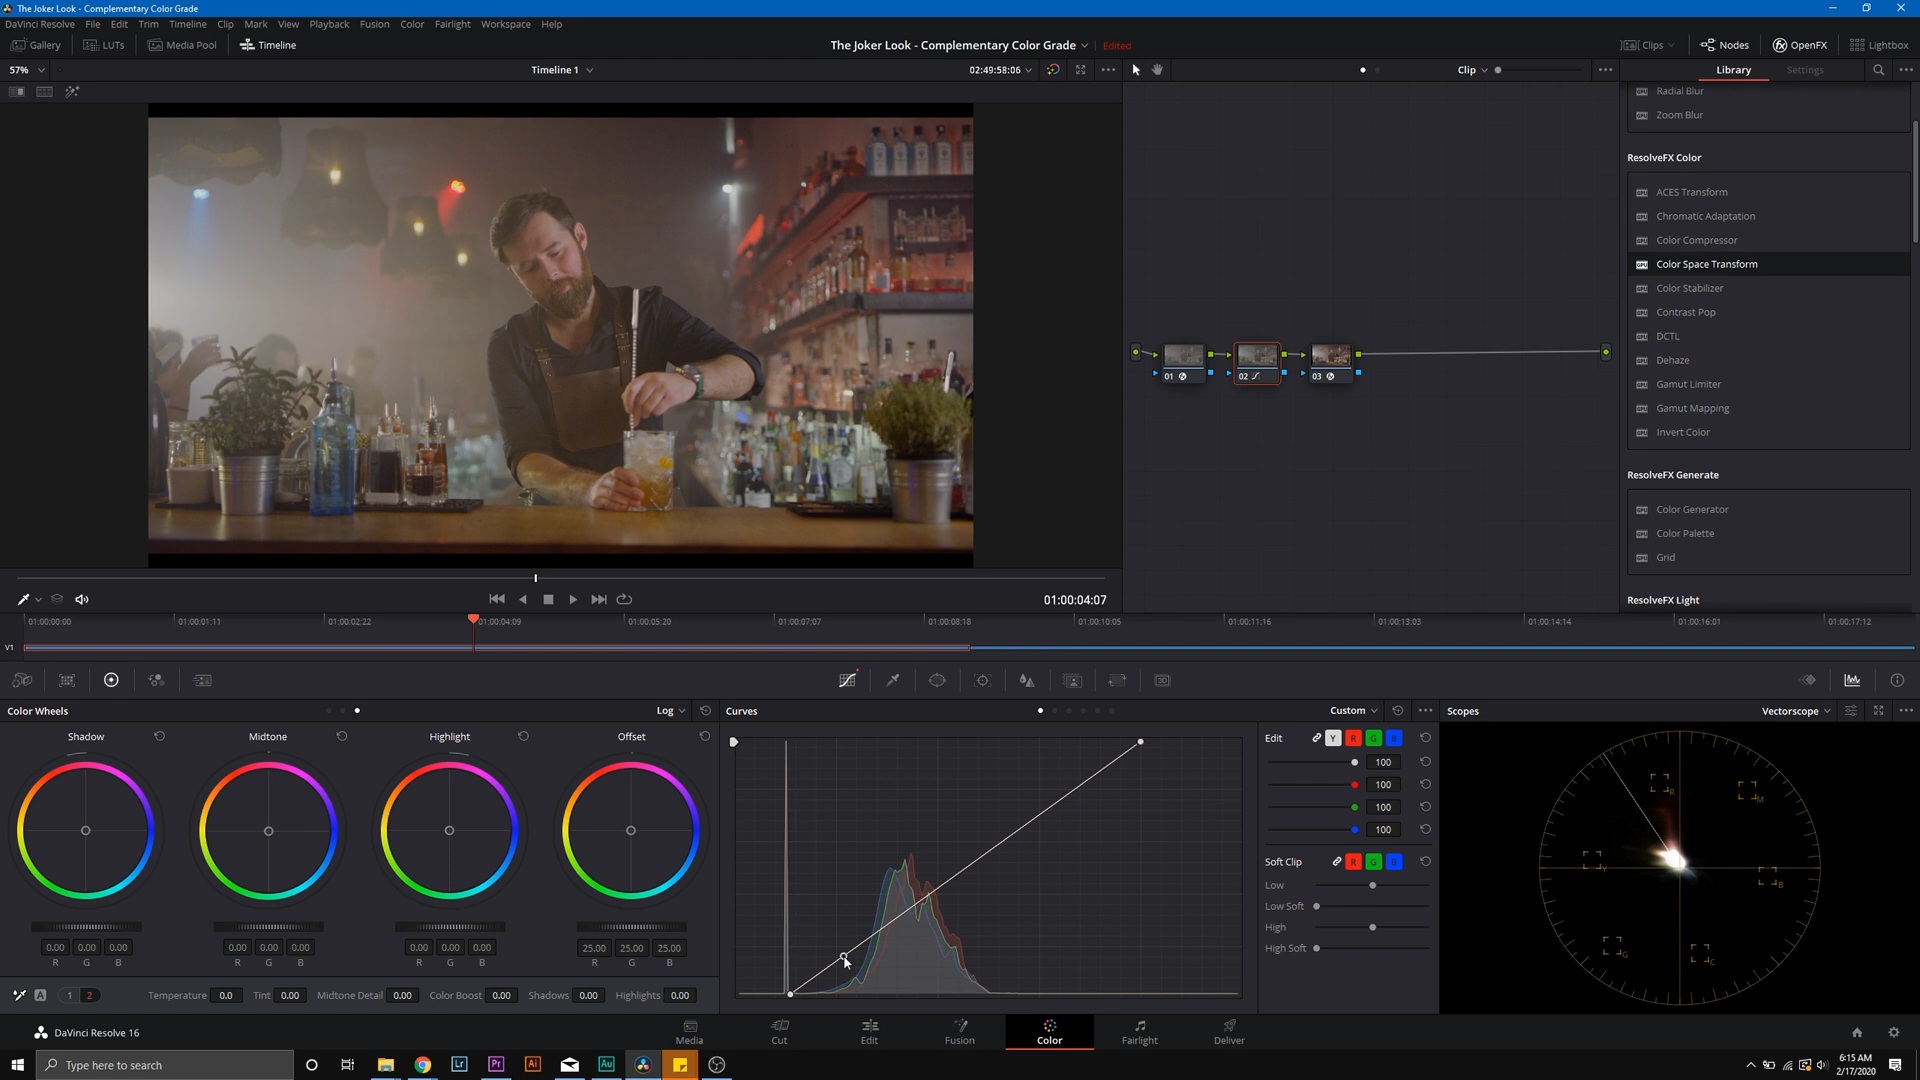 The Joker Look - Complementary Color Grade
DaVinci Resolve File Edit Trim Timeline Clip Mark View Playback Fusion Color Fairlight Workspace Help
Gallery LUTs Media Pool Timeline The Joker Look - Complementary Color Grade Edited Clips Nodes OpenFX Lightbox
57% Timeline 1 02:49:58:06 Clip Library Settings
Radial Blur
Zoom Blur
ResolveFX Color
ACES Transform
Chromatic Adaptation
Color Compressor
Color Space Transform
Color Stabilizer
Contrast Pop
DCTL
Dehaze
Gamut Limiter
Gamut Mapping
Invert Color
01 02 03
ResolveFX Generate
Color Generator
Color Palette
Grid
ResolveFX Light
01:00:04:07
01:00:00:00 01:00:01:11 01:00:02:22 01:00:04:09 01:00:05:20 01:00:07:07 01:00:08:18 01:00:10:05 01:00:11:16 01:00:13:03 01:00:14:14 01:00:16:01 01:00:17:12
V1
Color Wheels Log Curves Custom Scopes Vectorscope
Shadow Midtone Highlight Offset
Edit Y R G B
100
100
100
100
Soft Clip R G B
Low
Low Soft
High
High Soft
R M Y B G C
0.00 0.00 0.00 0.00 0.00 0.00 0.00 0.00 0.00 25.00 25.00 25.00
R G B R G B R G B R G B
A 1 2 Temperature 0.0 Tint 0.00 Midtone Detail 0.00 Color Boost 0.00 Shadows 0.00 Highlights 0.00
DaVinci Resolve 16 Media Cut Edit Fusion Color Fairlight Deliver
Type here to search Lr Pr Ai Au 6:15 AM
2/17/2020